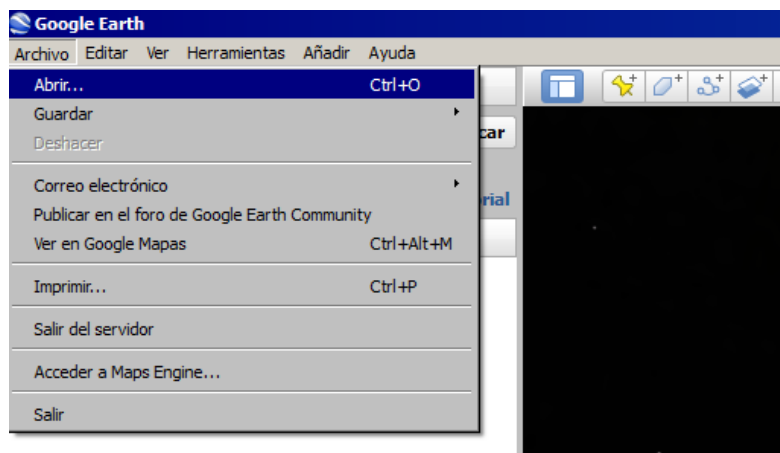 Google Earth
Archivo Editar Ver Herramientas Añadir Ayuda
Abrir... Ctrl+O
Guardar
car
Deshacer
Correo electrónico
rial
Publicar en el foro de Google Earth Community
Ver en Google Mapas Ctrl+Alt+M
Imprimir... Ctrl+P
Salir del servidor
Acceder a Maps Engine...
Salir